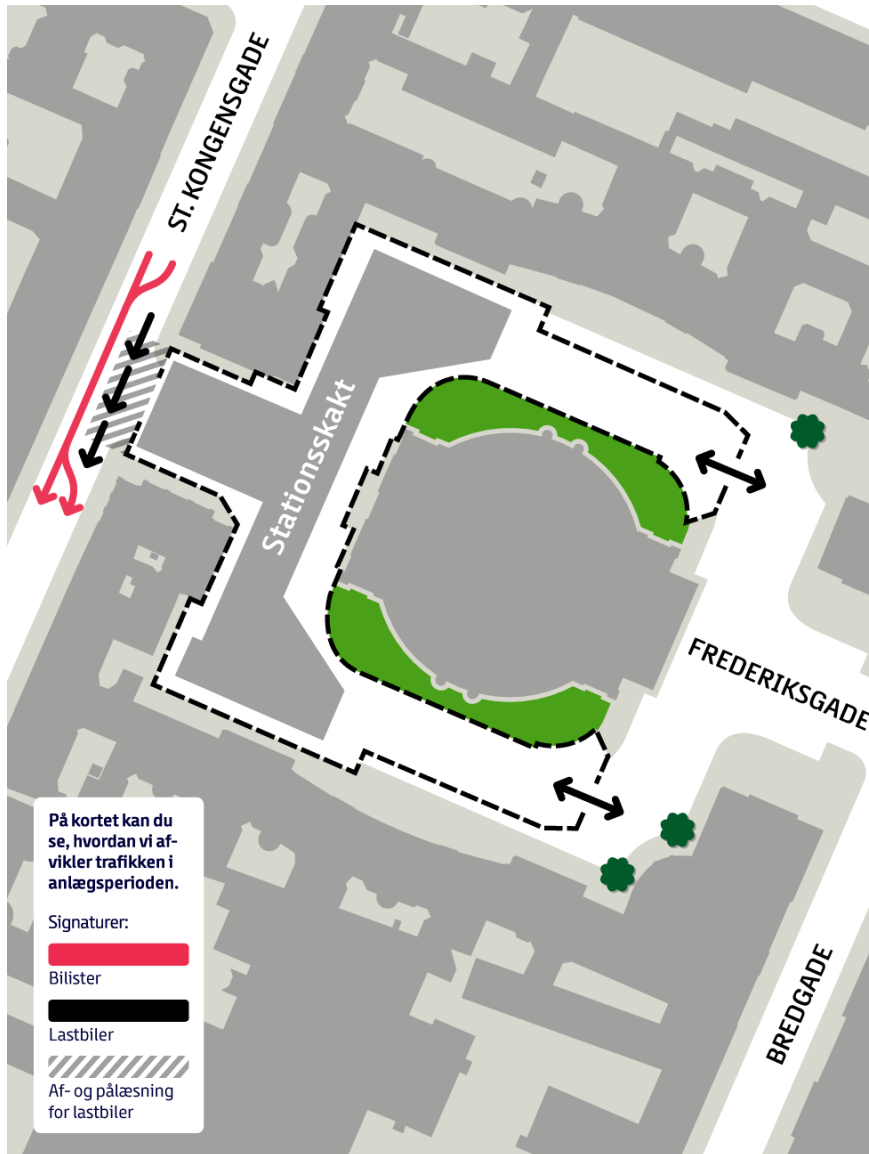 ST. KONGENSGADE
Stationsskakt
FREDERIKSGADE
BREDGADE
På kortet kan du
se, hvordan vi af-
vikler trafikken i
anlægsperioden.
Signaturer:
Bilister
Lastbiler
Af- og pålæsning
for lastbiler